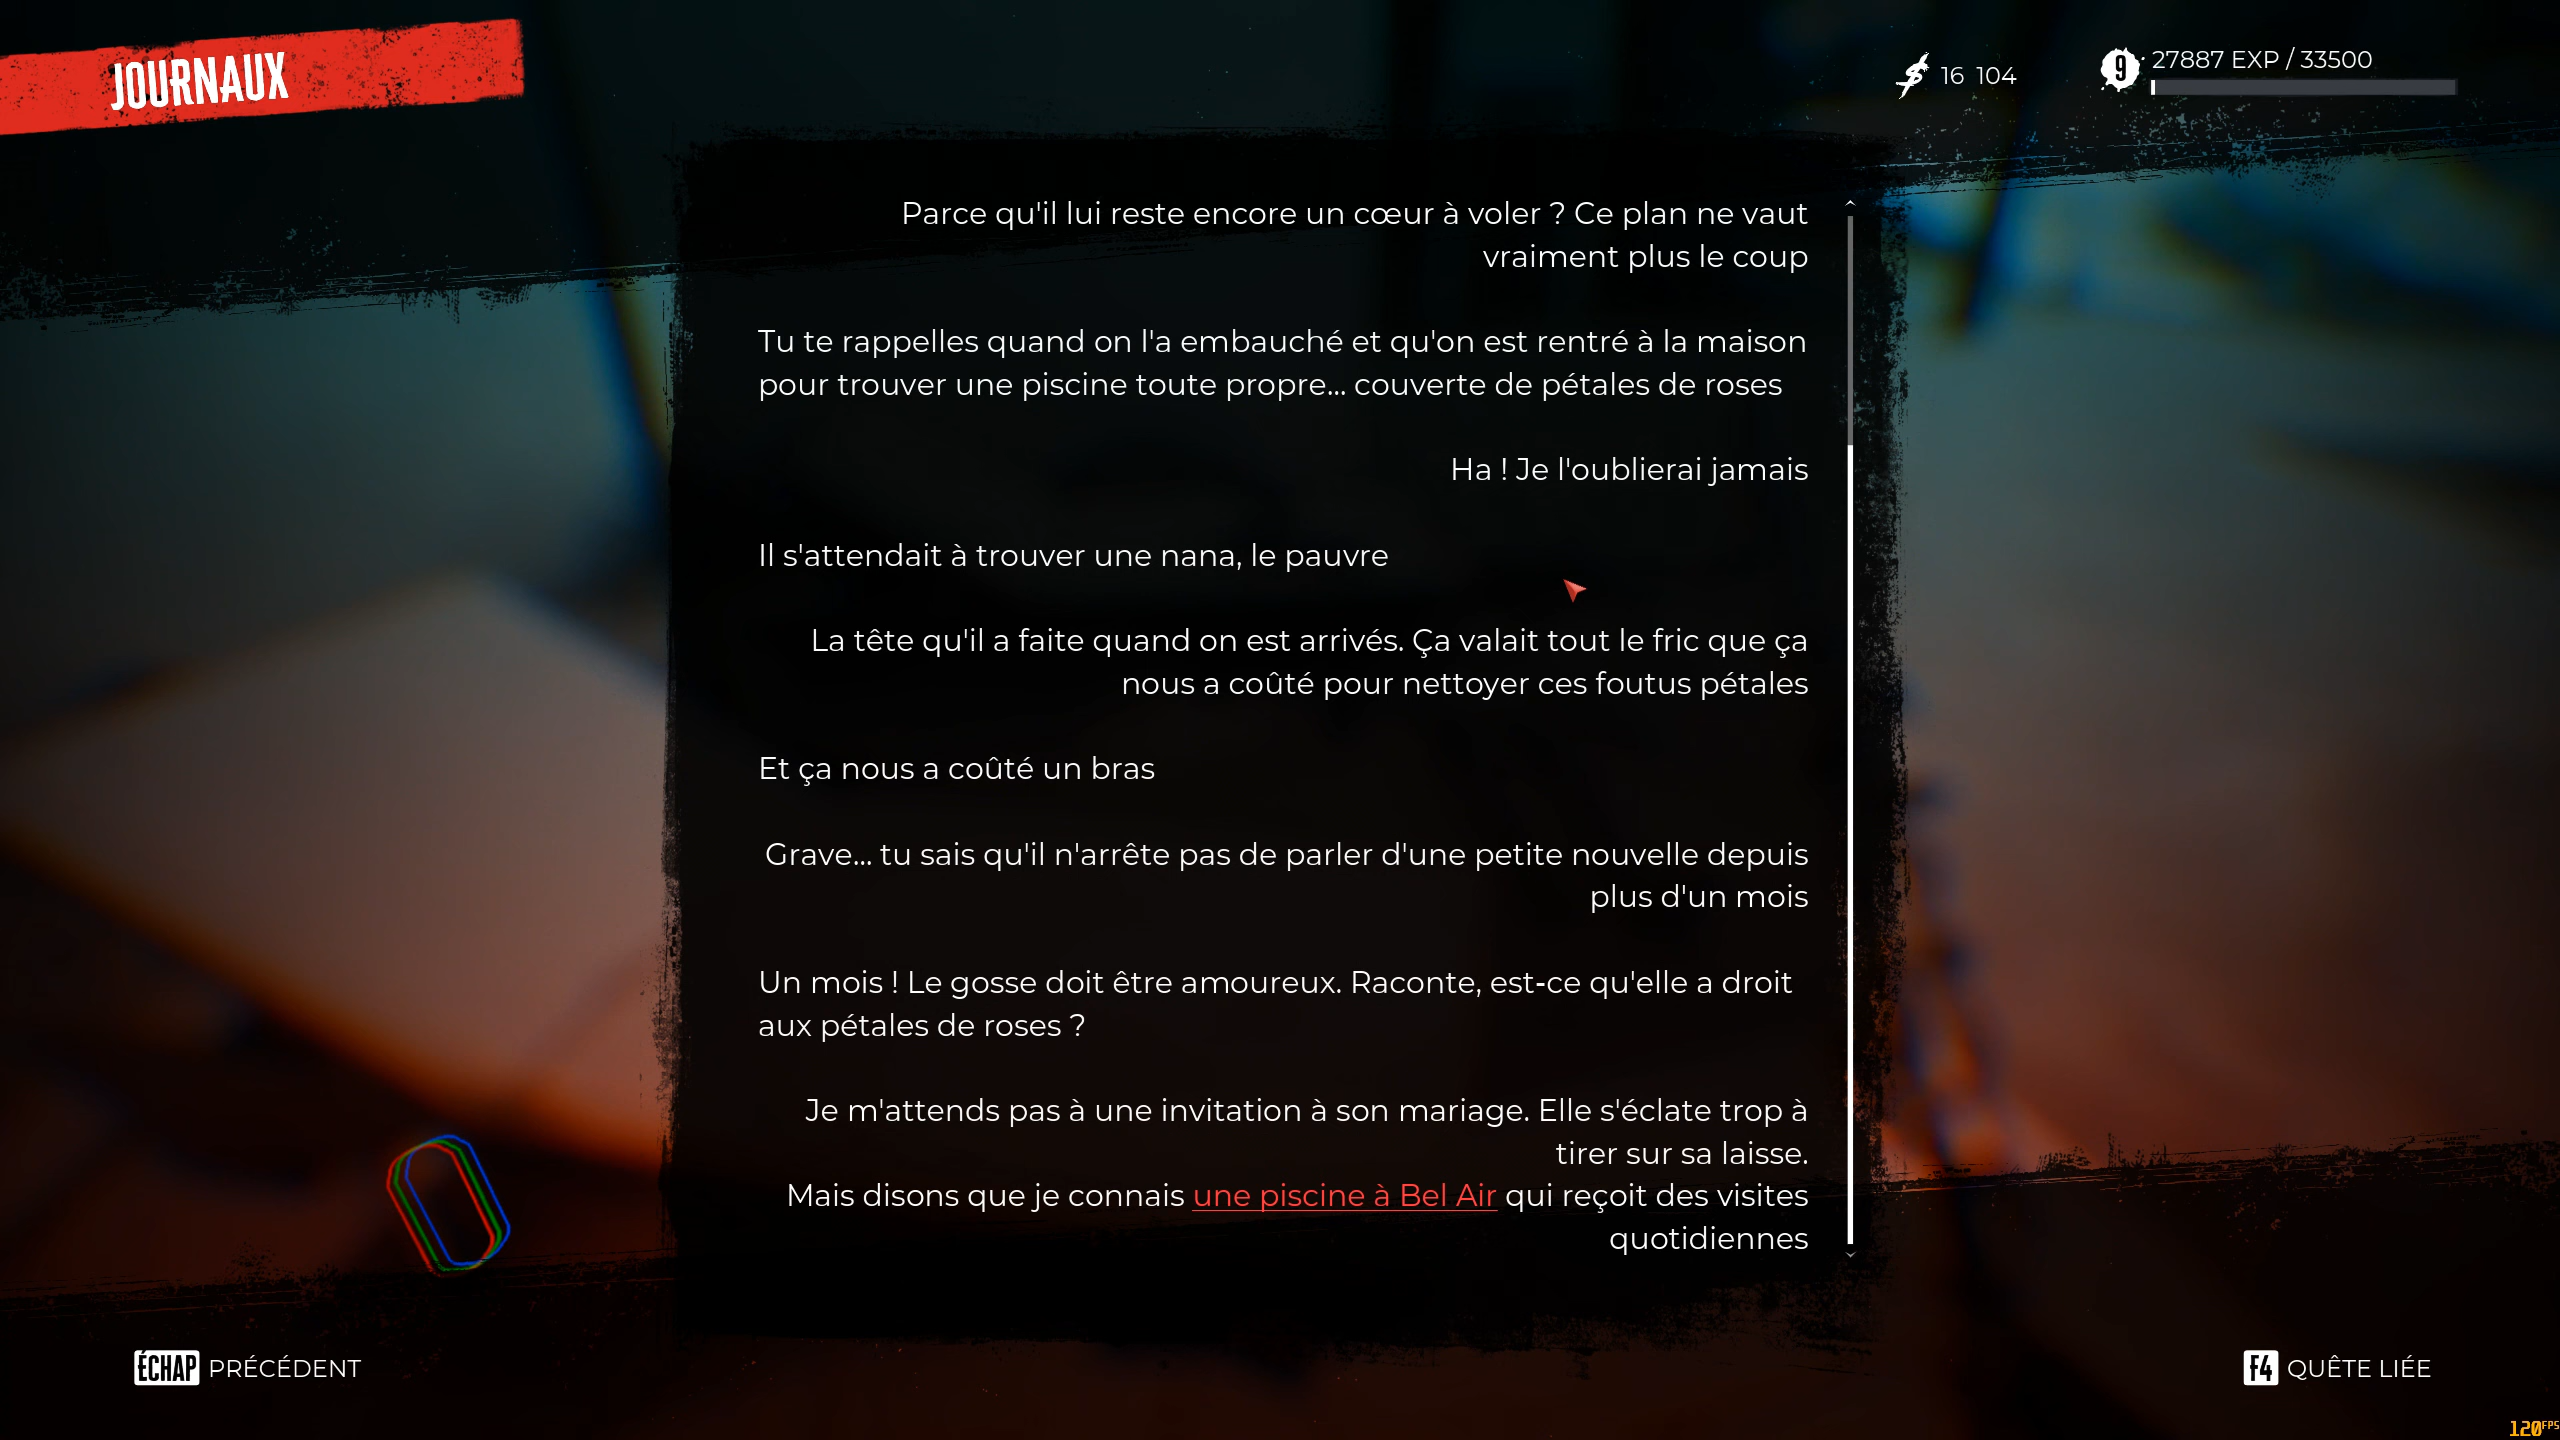 JOURNAUX
16 104
9
27887 EXP / 33500
Parce qu'il lui reste encore un cœur à voler ? Ce plan ne vaut
vraiment plus le coup
Tu te rappelles quand on l'a embauché et qu'on est rentré à la maison
pour trouver une piscine toute propre... couverte de pétales de roses
Ha ! Je l'oublierai jamais
Il s'attendait à trouver une nana, le pauvre
La tête qu'il a faite quand on est arrivés. Ça valait tout le fric que ça
nous a coûté pour nettoyer ces foutus pétales
Et ça nous a coûté un bras
Grave... tu sais qu'il n'arrête pas de parler d'une petite nouvelle depuis
plus d'un mois
Un mois ! Le gosse doit être amoureux. Raconte, est-ce qu'elle a droit
aux pétales de roses ?
Je m'attends pas à une invitation à son mariage. Elle s'éclate trop à
tirer sur sa laisse.
Mais disons que je connais une piscine à Bel Air qui reçoit des visites
quotidiennes
ÉCHAP PRÉCÉDENT
F4 QUÊTE LIÉE
120 FPS